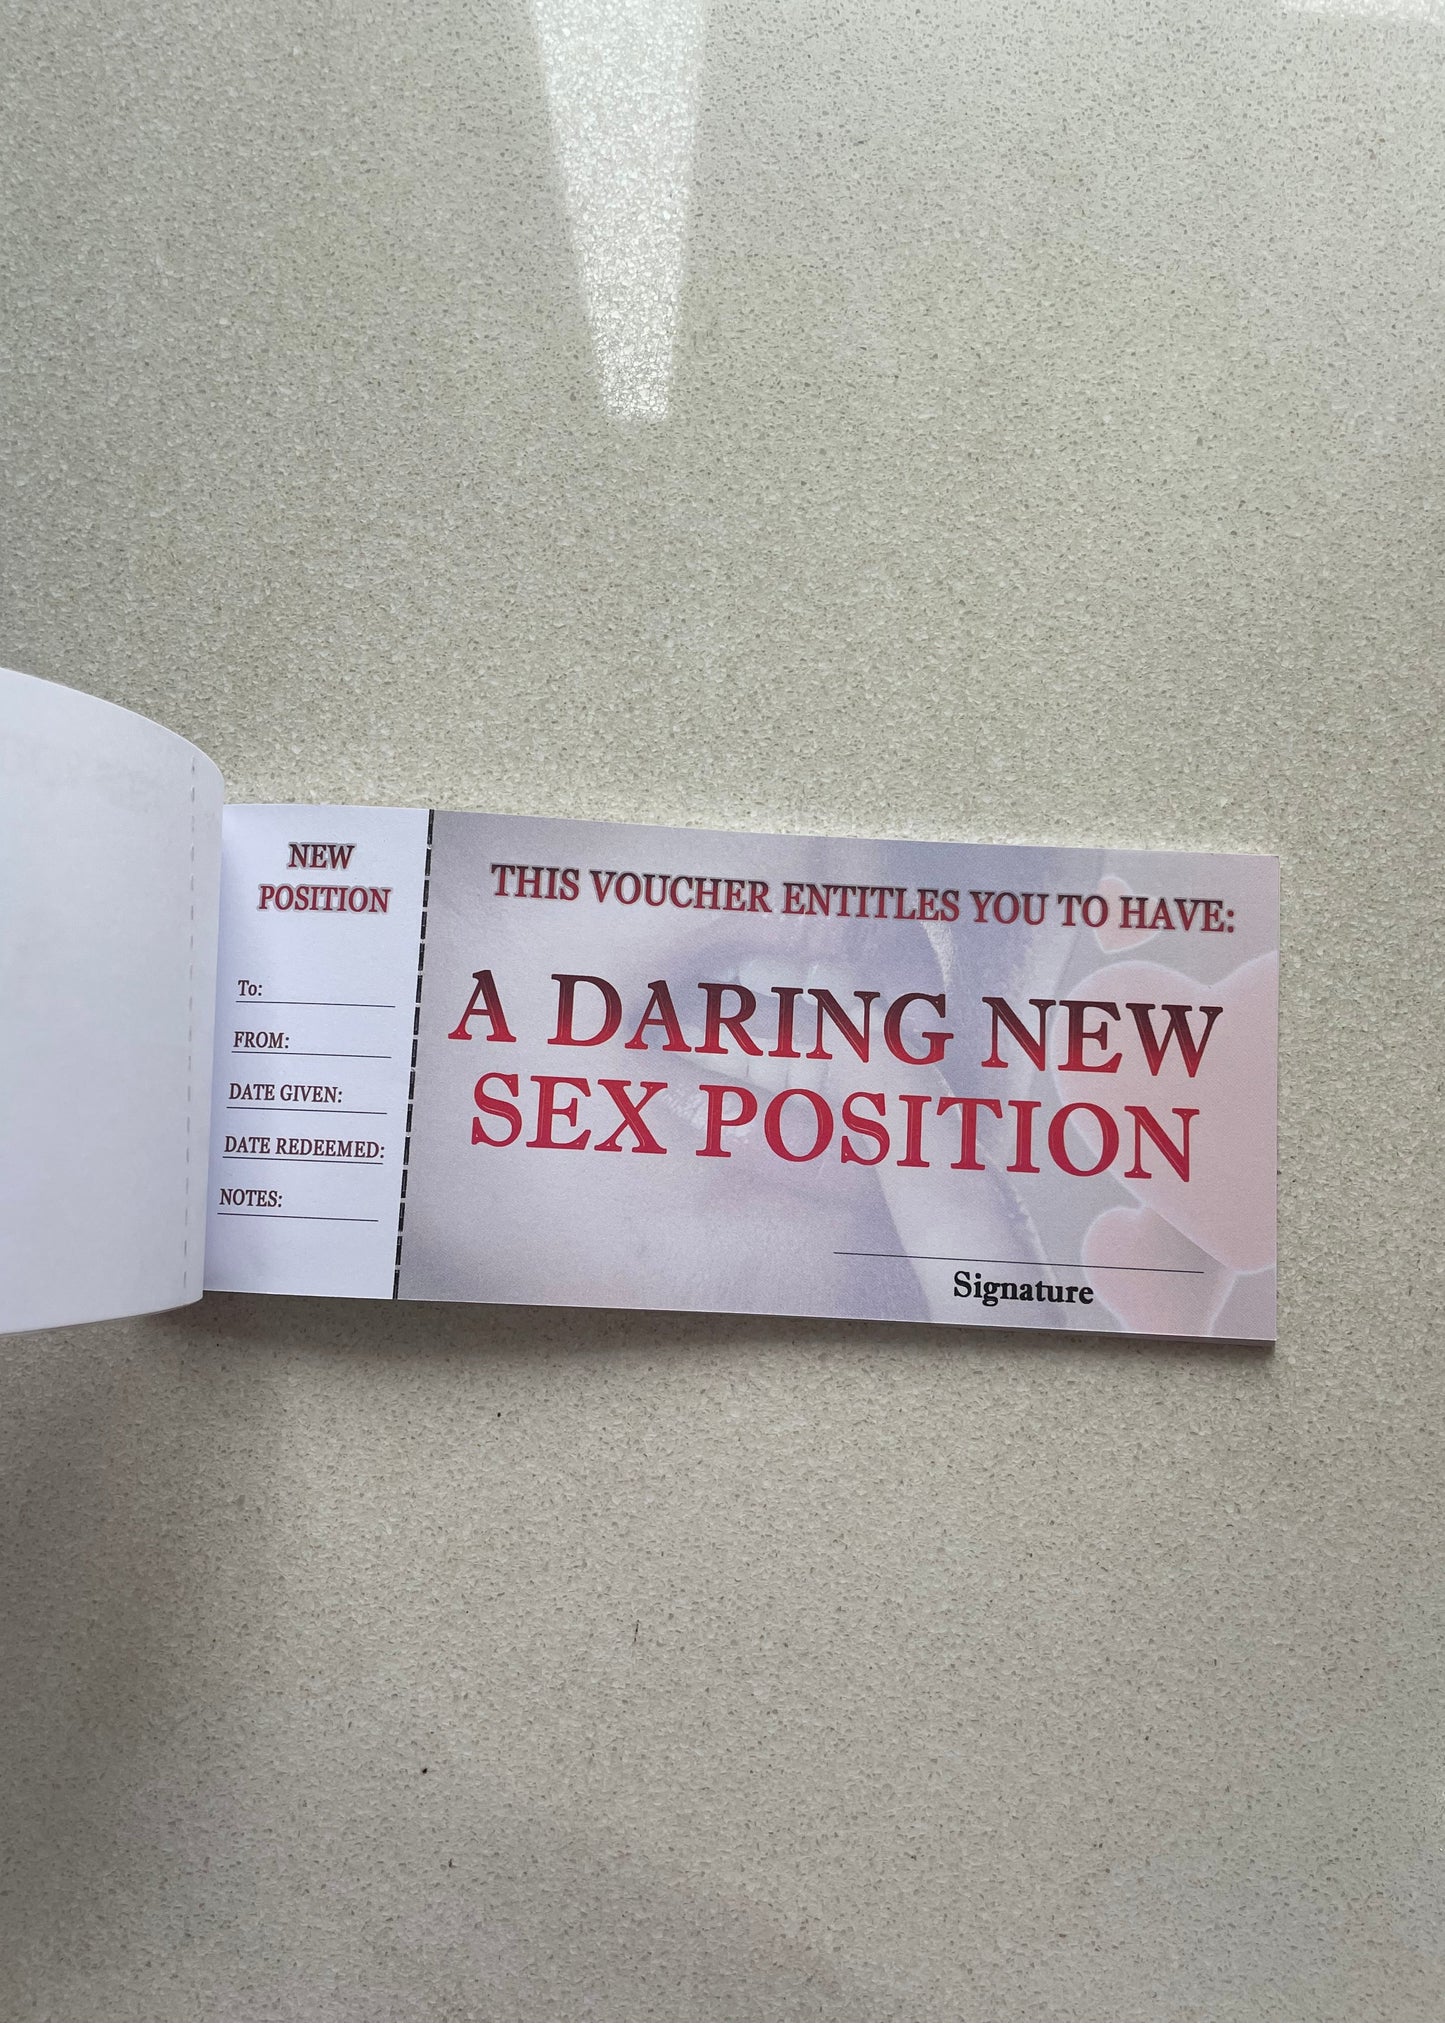 NEW
POSITION
To:
FROM:
DATE GIVEN:
DATE REDEEMED:
NOTES:
THIS VOUCHER ENTITLES YOU TO HAVE:
A DARING NEW
SEX POSITION
Signature